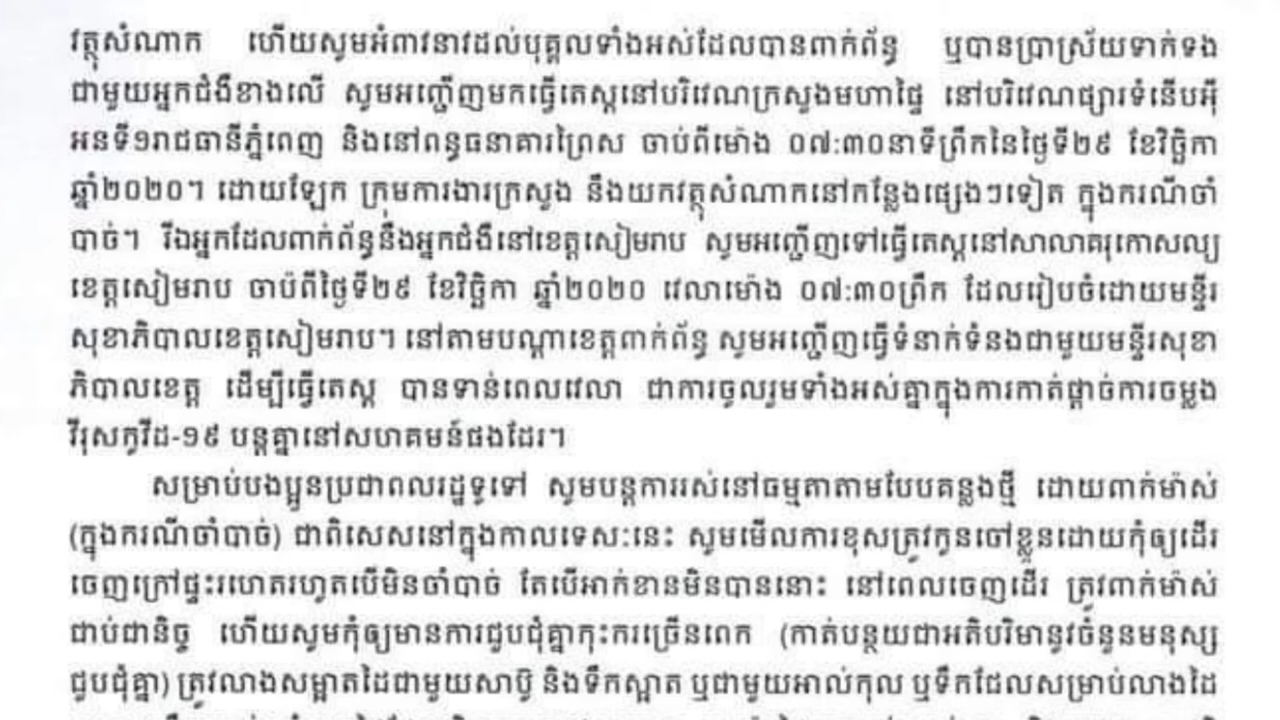 វត្ថុសំណាក ហើយសូមអំពាវនាវដល់បុគ្គលទាំងអស់ដែលបានពាក់ព័ន្ធ ឬបានប្រាស្រ័យទាក់ទង
ជាមួយអ្នកជំងឺខាងលើ សូមអញ្ជើញមកធ្វើតេស្តនៅបរិវេណក្រសួងមហាផ្ទៃ នៅបរិវេណផ្សារទំនើបអ៊ី
អនទី១រាជធានីភ្នំពេញ និងនៅពន្ធធនាគារព្រៃស ចាប់ពីម៉ោង ០៧:៣០នាទីព្រឹកនៃថ្ងៃទី២៩ ខែវិច្ឆិកា
ឆ្នាំ២០២០។ ដោយឡែក ក្រុមការងារក្រសួង នឹងយកវត្ថុសំណាកនៅកន្លែងផ្សេងៗទៀត ក្នុងករណីចាំ
បាច់។ រីឯអ្នកដែលពាក់ព័ន្ធនឹងអ្នកជំងឺនៅខេត្តសៀមរាប សូមអញ្ជើញទៅធ្វើតេស្តនៅសាលាគរុកោសល្យ
ខេត្តសៀមរាប ចាប់ពីថ្ងៃទី២៩ ខែវិច្ឆិកា ឆ្នាំ២០២០ វេលាម៉ោង ០៧:៣០ព្រឹក ដែលរៀបចំដោយមន្ទីរ
សុខាភិបាលខេត្តសៀមរាប។ នៅតាមបណ្តាខេត្តពាក់ព័ន្ធ សូមអញ្ជើញធ្វើទំនាក់ទំនងជាមួយមន្ទីរសុខា
ភិបាលខេត្ត ដើម្បីធ្វើតេស្ត បានទាន់ពេលវេលា ជាការចូលរួមទាំងអស់គ្នាក្នុងការកាត់ផ្តាច់ការចម្លង
វីរុសកូវីដ-១៩ បន្តគ្នានៅសហគមន៍ផងដែរ។
សម្រាប់បងប្អូនប្រជាពលរដ្ឋទូទៅ សូមបន្តការរស់នៅធម្មតាតាមបែបគន្លងថ្មី ដោយពាក់ម៉ាស់
(ក្នុងករណីចាំបាច់) ជាពិសេសនៅក្នុងកាលទេសៈនេះ សូមមើលការខុសត្រូវកូនចៅខ្លួនដោយកុំឲ្យដើរ
ចេញក្រៅផ្ទះរហេតរហូតបើមិនចាំបាច់ តែបើអាក់ខានមិនបាននោះ នៅពេលចេញដើរ ត្រូវពាក់ម៉ាស់
ជាប់ជានិច្ច ហើយសូមកុំឲ្យមានការជួបជុំគ្នាកុះករច្រើនពេក (កាត់បន្ថយជាអតិបរិមានូវចំនួនមនុស្ស
ជួបជុំគ្នា) ត្រូវលាងសម្អាតដៃជាមួយសាប៊ូ និងទឹកស្អាត ឬជាមួយអាល់កុល ឬទឹកជែលសម្រាប់លាងដៃ